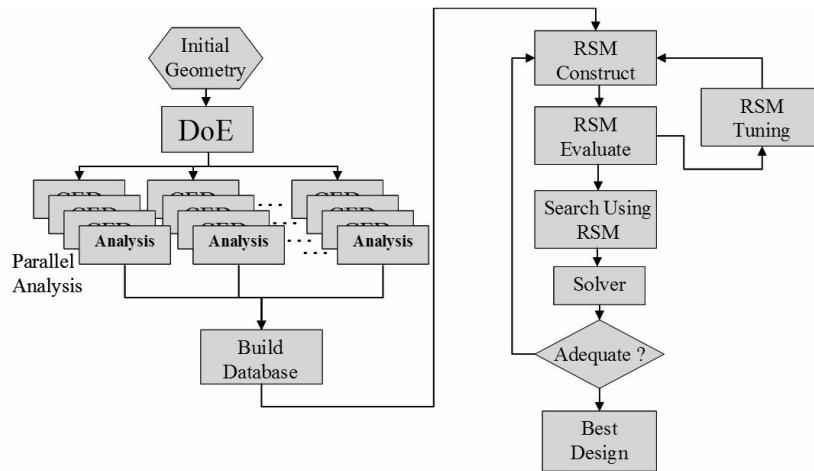 Initial
Geometry
DoE
Analysis
Analysis
Analysis
Parallel
Analysis
Build
Database
RSM
Construct
RSM
Evaluate
RSM
Tuning
Search Using
RSM
Solver
Adequate ?
Best
Design